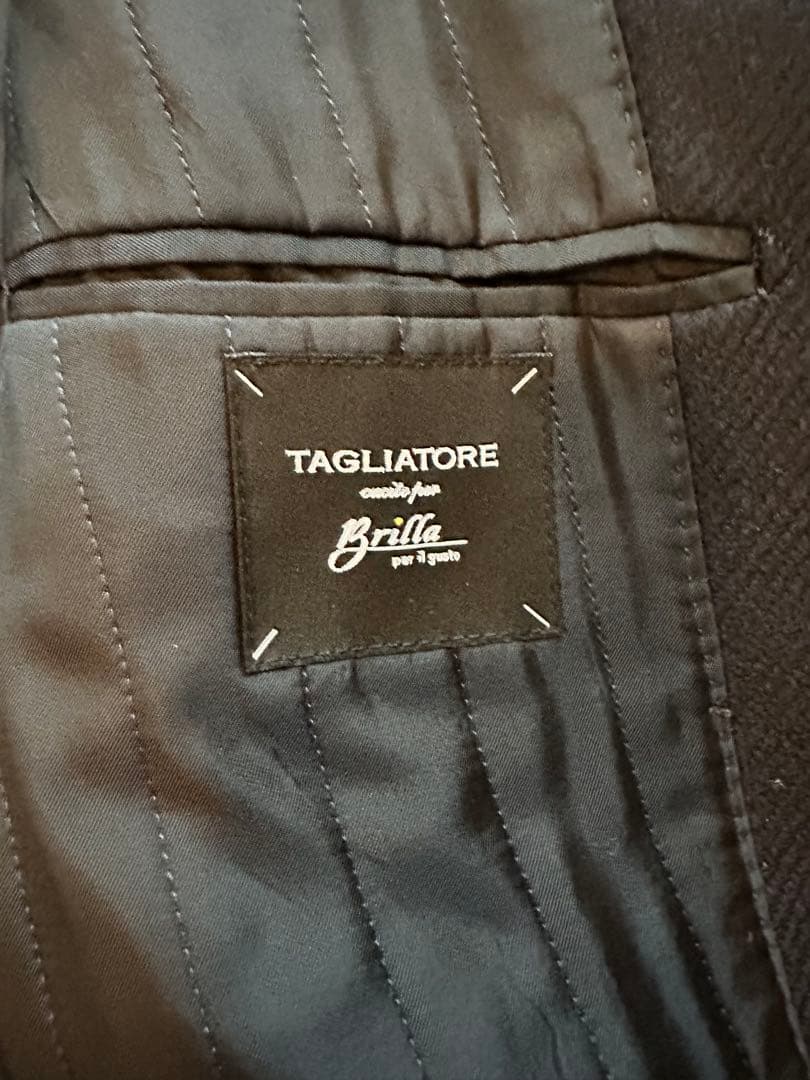 TAGLIATORE
cucito per
Brilla
per il gusto